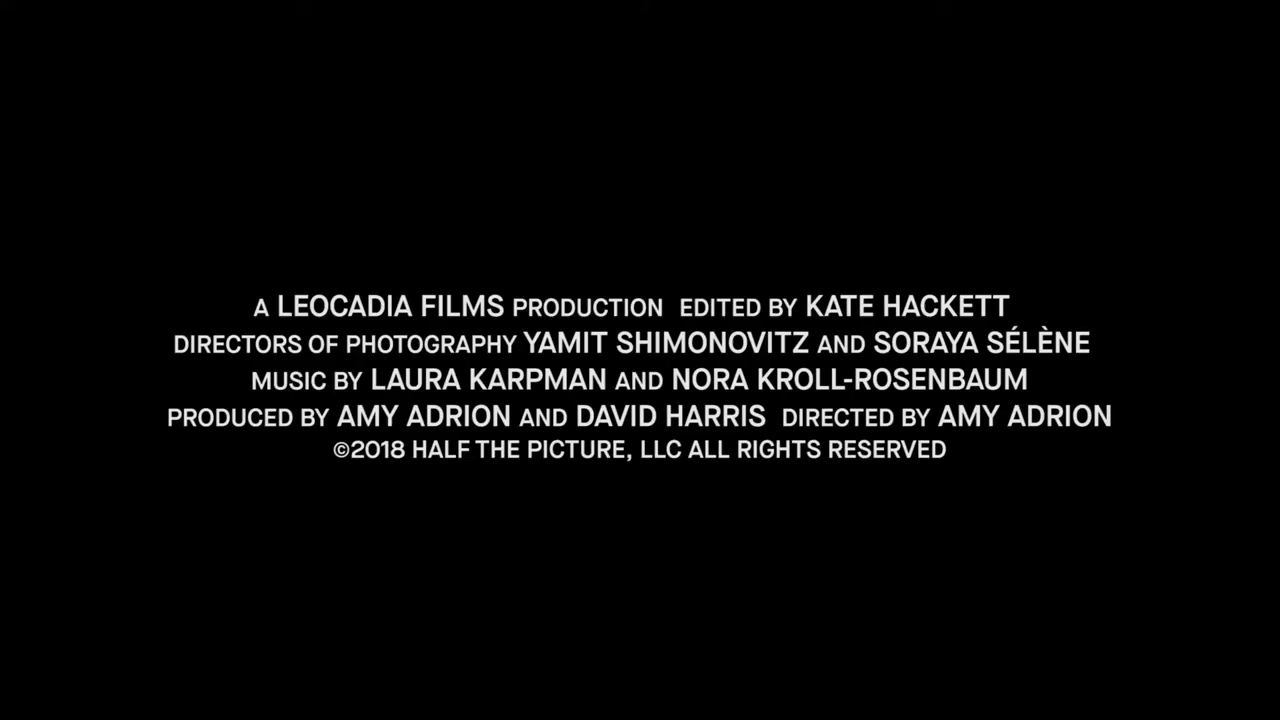 A LEOCADIA FILMS PRODUCTION EDITED BY KATE HACKETT
DIRECTORS OF PHOTOGRAPHY YAMIT SHIMONOVITZ AND SORAYA SÉLÈNE
MUSIC BY LAURA KARPMAN AND NORA KROLL-ROSENBAUM
PRODUCED BY AMY ADRION AND DAVID HARRIS DIRECTED BY AMY ADRION
©2018 HALF THE PICTURE, LLC ALL RIGHTS RESERVED